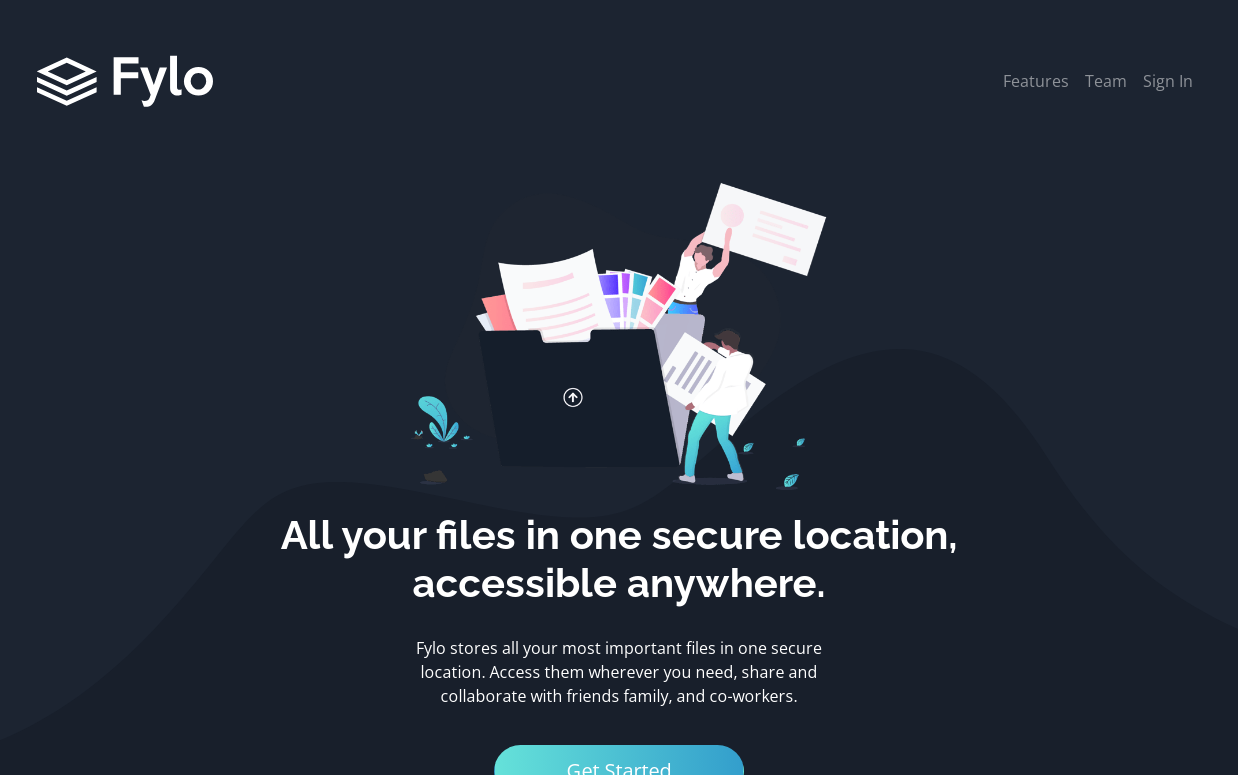 Fylo
Features Team Sign In
All your files in one secure location,
accessible anywhere.
Fylo stores all your most important files in one secure
location. Access them wherever you need, share and
collaborate with friends family, and co-workers.
Get Started